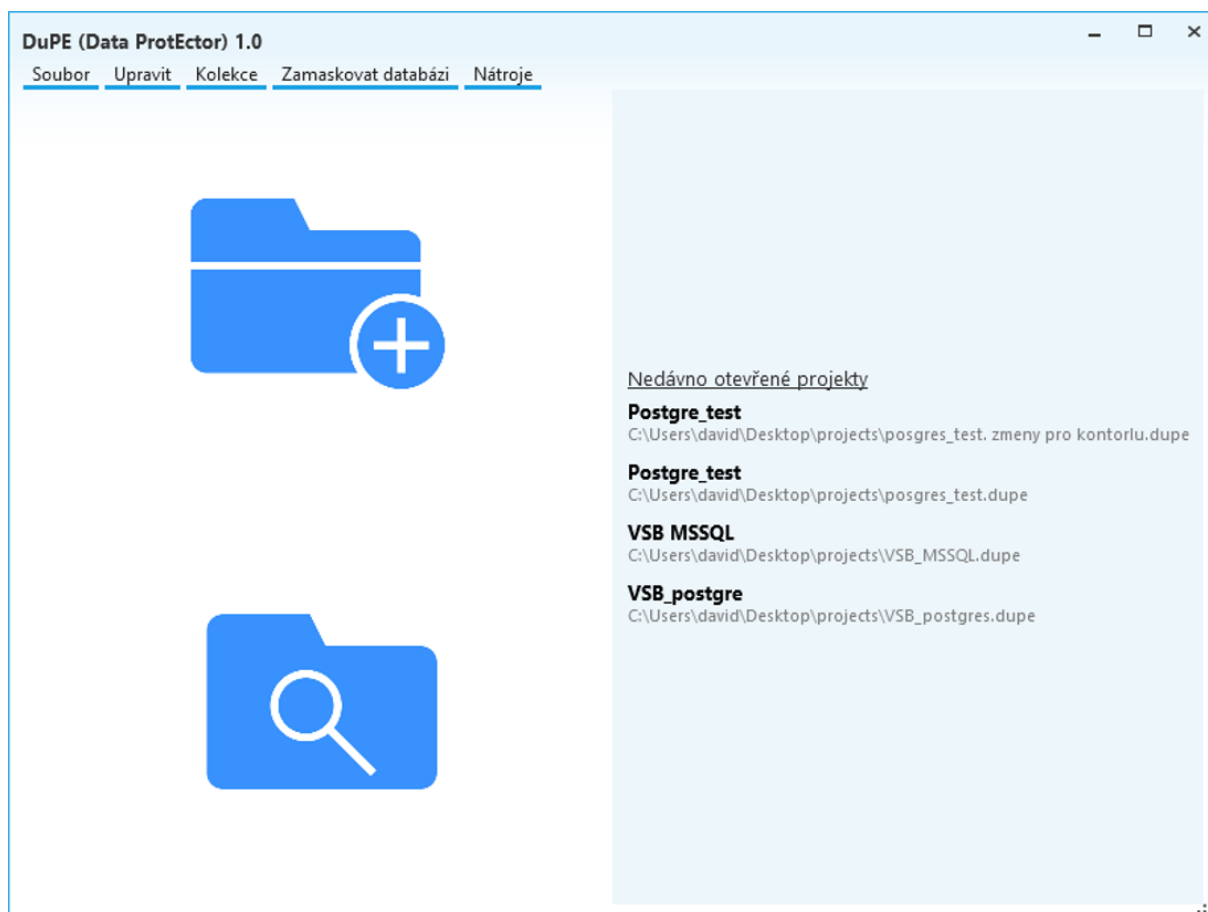 DuPE (Data ProtEctor) 1.0
Soubor Upravit Kolekce Zamaskovat databázi Nátroje
Nedávno otevřené projekty
Postgre_test
C:\Users\david\Desktop\projects\posgres_test. zmeny pro kontorlu.dupe
Postgre_test
C:\Users\david\Desktop\projects\posgres_test.dupe
VSB MSSQL
C:\Users\david\Desktop\projects\VSB_MSSQL.dupe
VSB_postgre
C:\Users\david\Desktop\projects\VSB_postgres.dupe